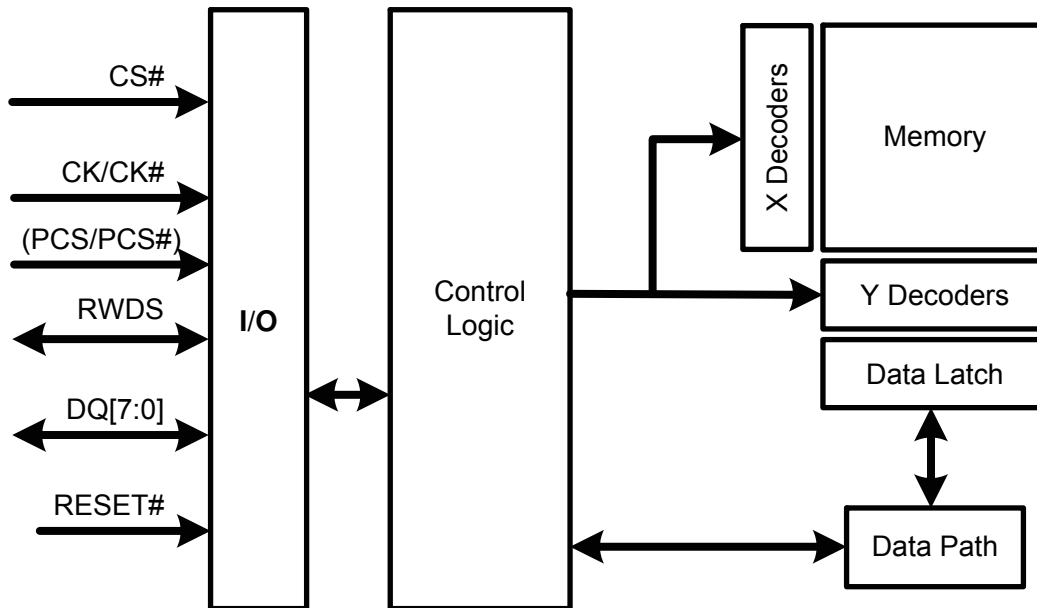 CS#
CK/CK#
(PCS/PCS#)
RWDS
DQ[7:0]
RESET#
I/O
Control
Logic
X Decoders
Memory
Y Decoders
Data Latch
Data Path